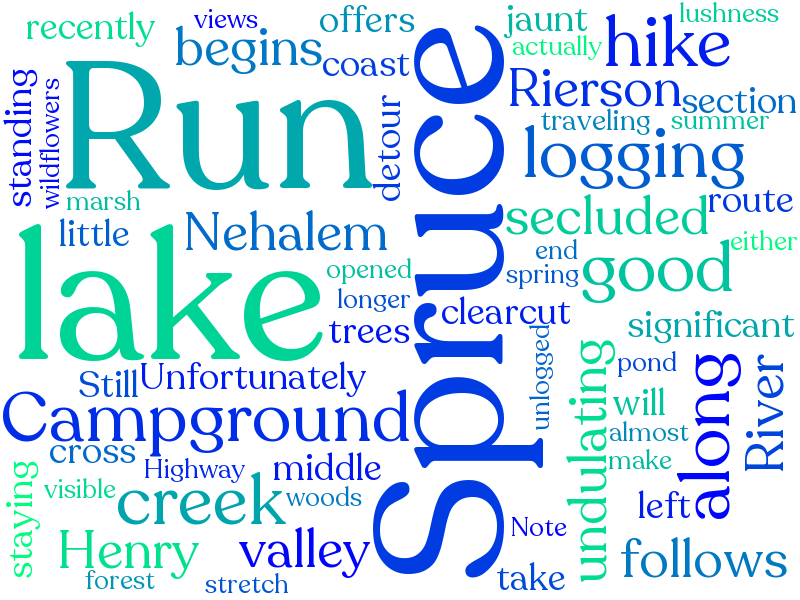 recently
views
offers
jaunt
lushness
begins
coast
actually
hike
Run
Spruce
Rierson
section
standing
wildflowers
detour
traveling
summer
logging
marsh
little
Nehalem
secluded
route
lake
opened
longer
trees
end
spring
good
either
clearcut
significant
Still
Unfortunately
unlogged
undulating
pond
along
River
Campground
will
almost
make
cross
Highway
middle
staying
visible
creek
woods
left
Henry
valley
Note
follows
forest
stretch
take